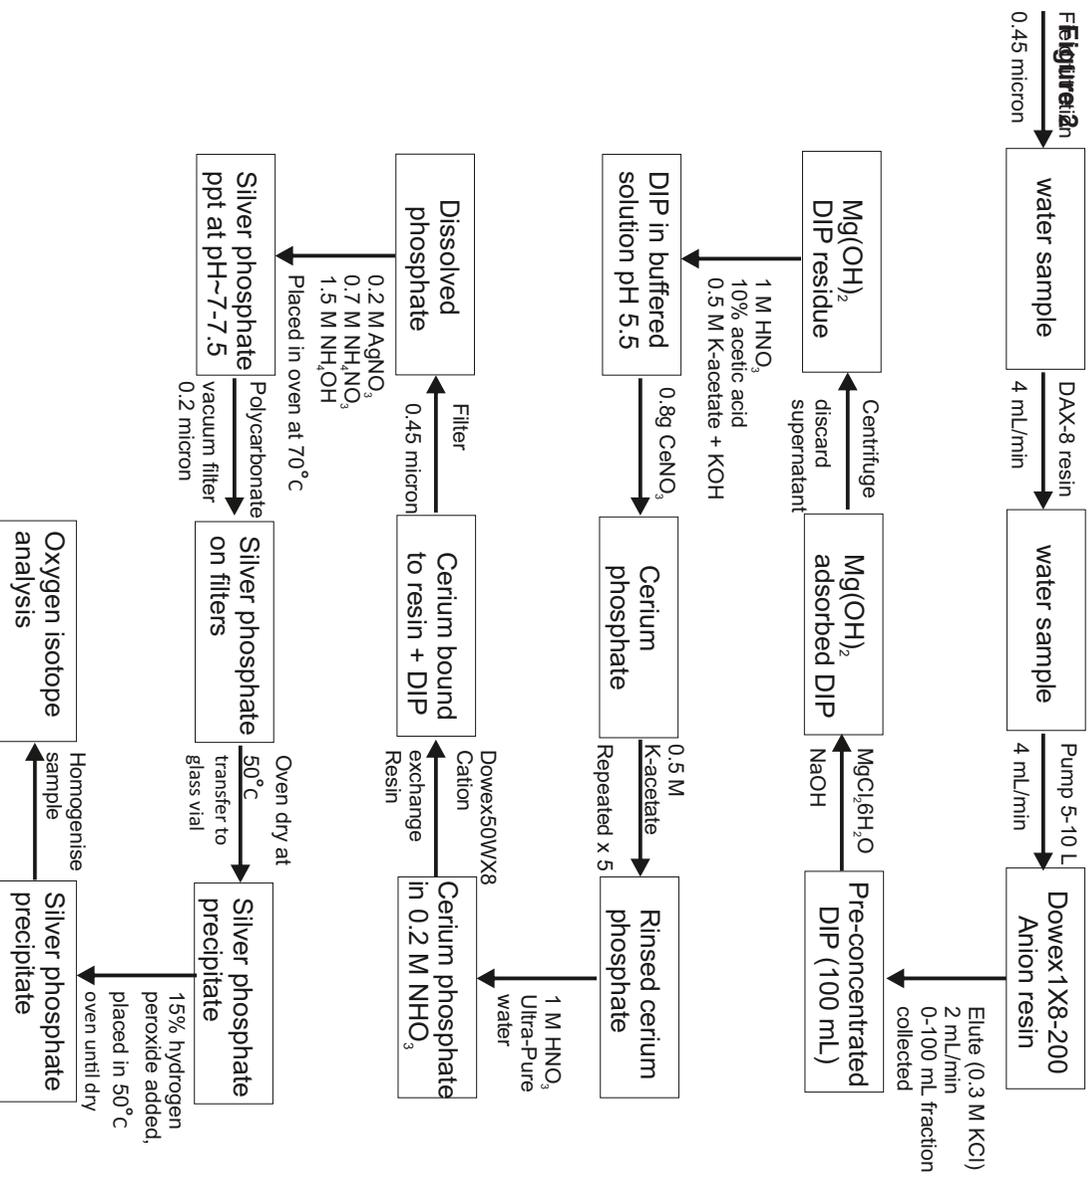 Figure 2
0.45 micron
water sample
DAX-8 resin
4 mL/min
water sample
Pump 5-10 L
4 mL/min
Dowex1X8-200
Anion resin
Elute (0.3 M KCl)
2 mL/min
0-100 mL fraction
collected
Pre-concentrated
DIP (100 mL)
MgCl₂6H₂O
NaOH
Mg(OH)₂
adsorbed DIP
Centrifuge
discard
supernatant
Mg(OH)₂
DIP residue
1 M HNO₃
10% acetic acid
0.5 M K-acetate + KOH
DIP in buffered
solution pH 5.5
0.8g CeNO₃
Cerium
phosphate
0.5 M
K-acetate
Repeated x 5
Rinsed cerium
phosphate
1 M HNO₃
Ultra-Pure
water
Cerium phosphate
in 0.2 M NHO₃
Dowex50WX8
Cation
exchange
Resin
Cerium bound
to resin + DIP
Filter
0.45 micron
Dissolved
phosphate
0.2 M AgNO₃
0.7 M NH₄NO₃
1.5 M NH₄OH
Placed in oven at 70°C
Silver phosphate
ppt at pH~7-7.5
Polycarbonate
vacuum filter
0.2 micron
Silver phosphate
on filters
Oven dry at
50°C
transfer to
glass vial
Silver phosphate
precipitate
15% hydrogen
peroxide added,
placed in 50°C
oven until dry
Silver phosphate
precipitate
Homogenise
sample
Oxygen isotope
analysis